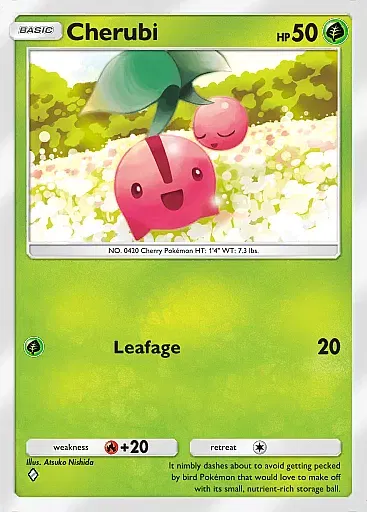 BASIC Cherubi HP 50
NO. 0420 Cherry Pokémon HT: 1'4" WT: 7.3 lbs.
Leafage 20
weakness +20 retreat
Illus. Atsuko Nishida
It nimbly dashes about to avoid getting pecked
by bird Pokémon that would love to make off
with its small, nutrient-rich storage ball.